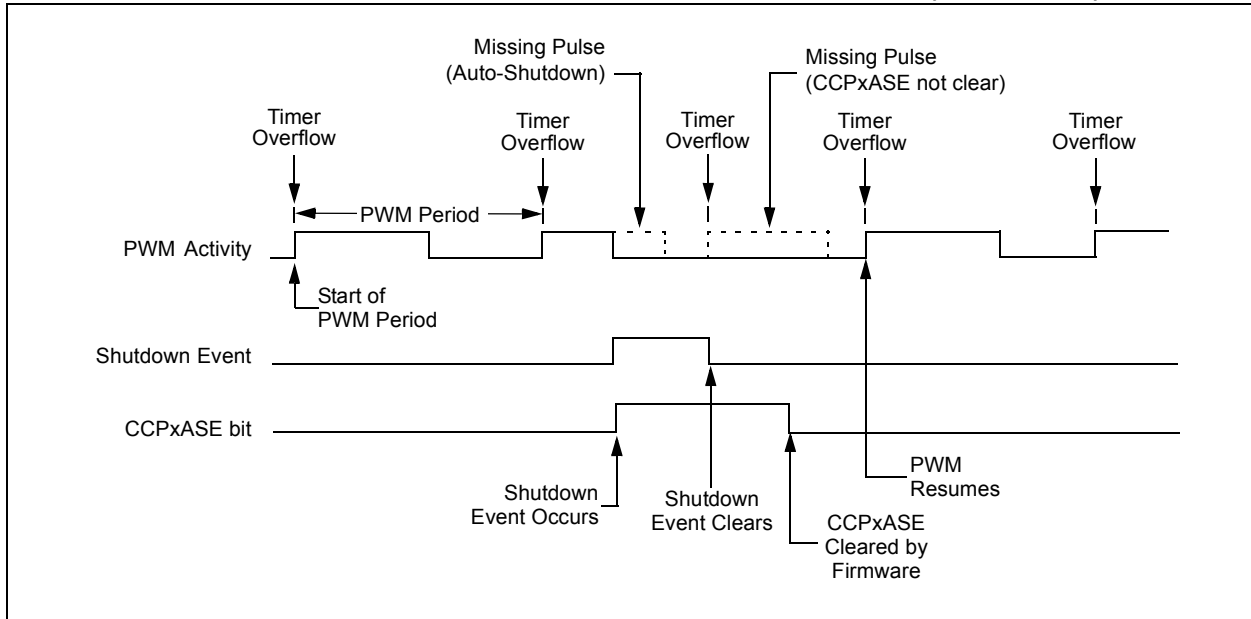 Missing Pulse
(Auto-Shutdown)
Missing Pulse
(CCPxASE not clear)
Timer
Overflow
Timer
Overflow
Timer
Overflow
Timer
Overflow
Timer
Overflow
PWM Period
PWM Activity
Start of
PWM Period
Shutdown Event
CCPxASE bit
Shutdown
Event Occurs
Shutdown
Event Clears
CCPxASE
Cleared by
Firmware
PWM
Resumes